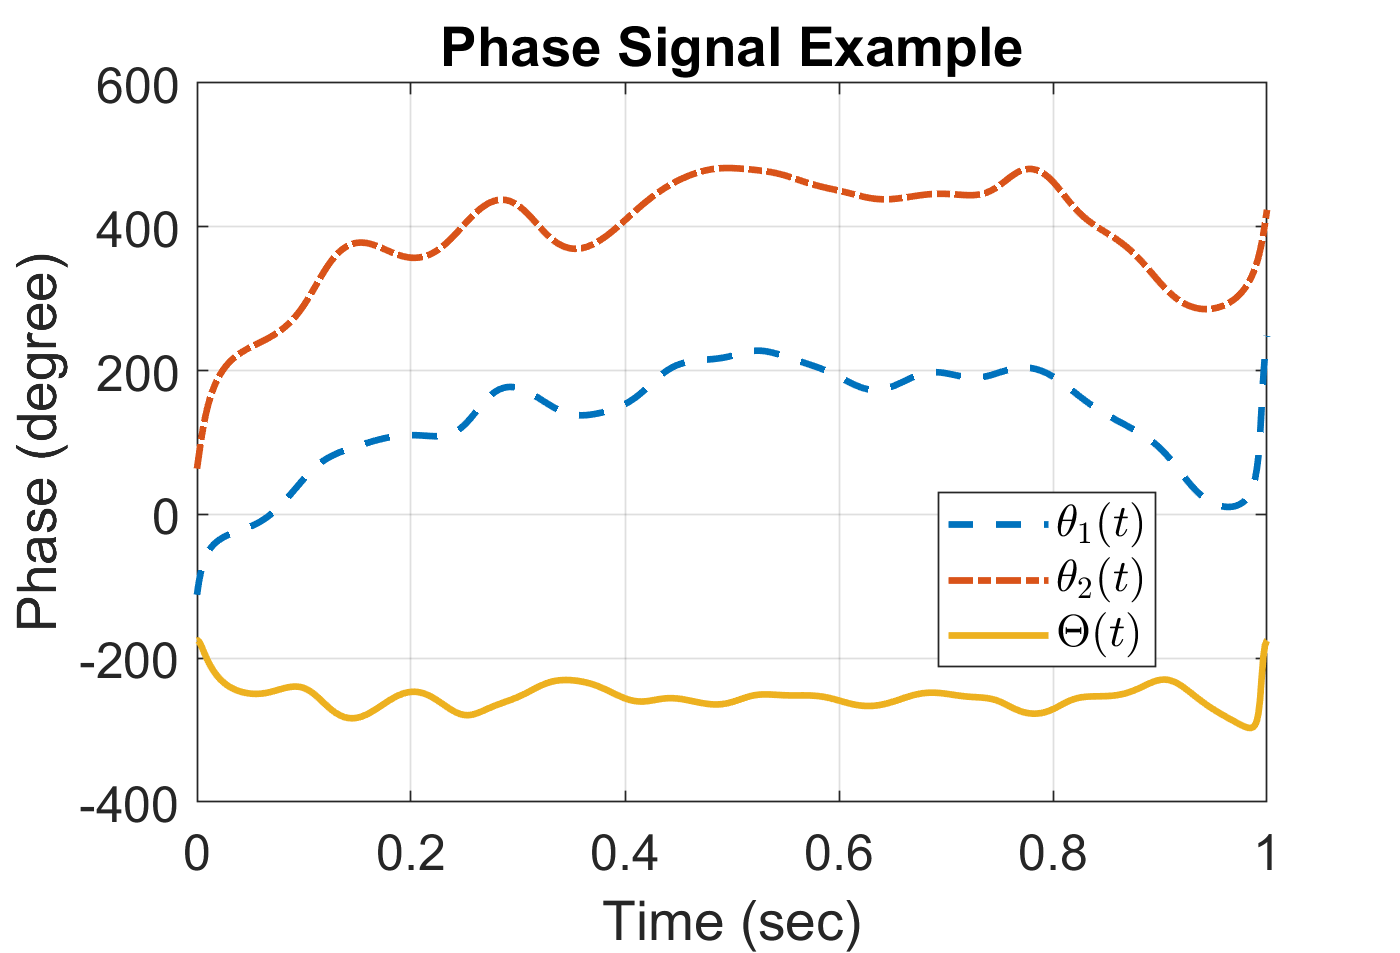 Phase Signal Example
600
400
200
0
-200
-400
Phase (degree)
0 0.2 0.4 0.6 0.8 1
Time (sec)
θ₁(t)
θ₂(t)
Θ(t)